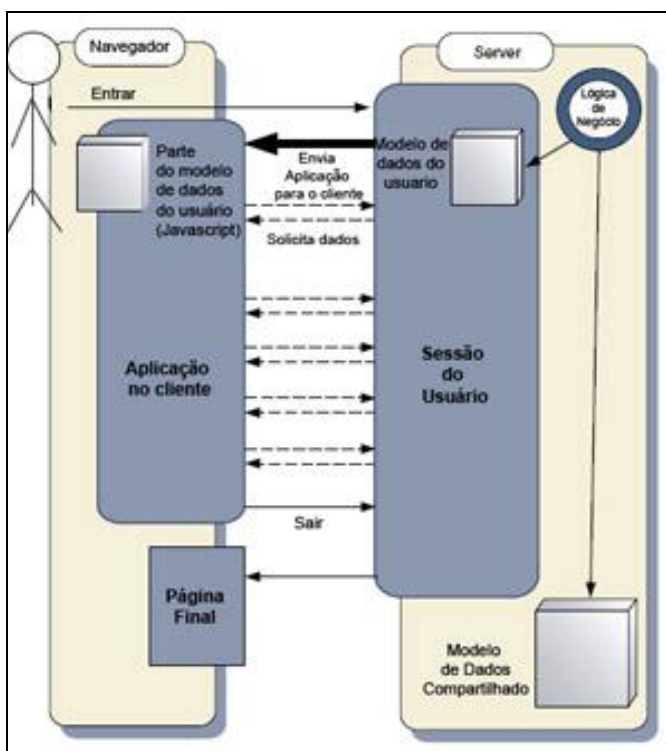 Navegador
Server
Entrar
Lógica
de
Negócio
Parte
do modelo
de dados
do usuário
(Javascript)
Envia
Aplicação
para o cliente
Modelo de
dados do
usuario
Solicita dados
Aplicação
no cliente
Sessão
do
Usuário
Sair
Página
Final
Modelo
de Dados
Compartilhado